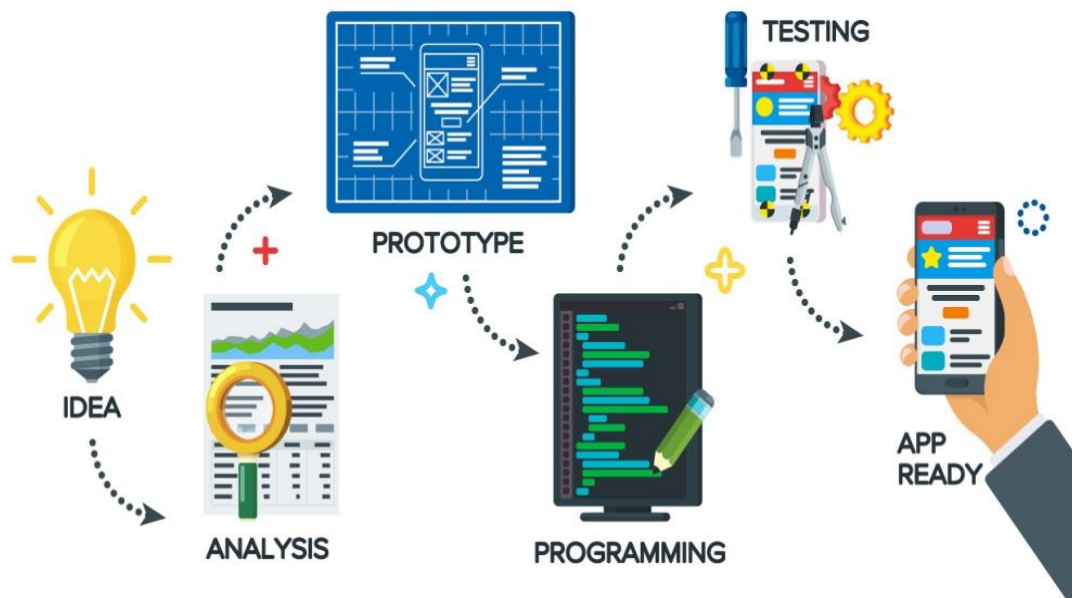 IDEA
ANALYSIS
PROTOTYPE
PROGRAMMING
TESTING
APP
READY